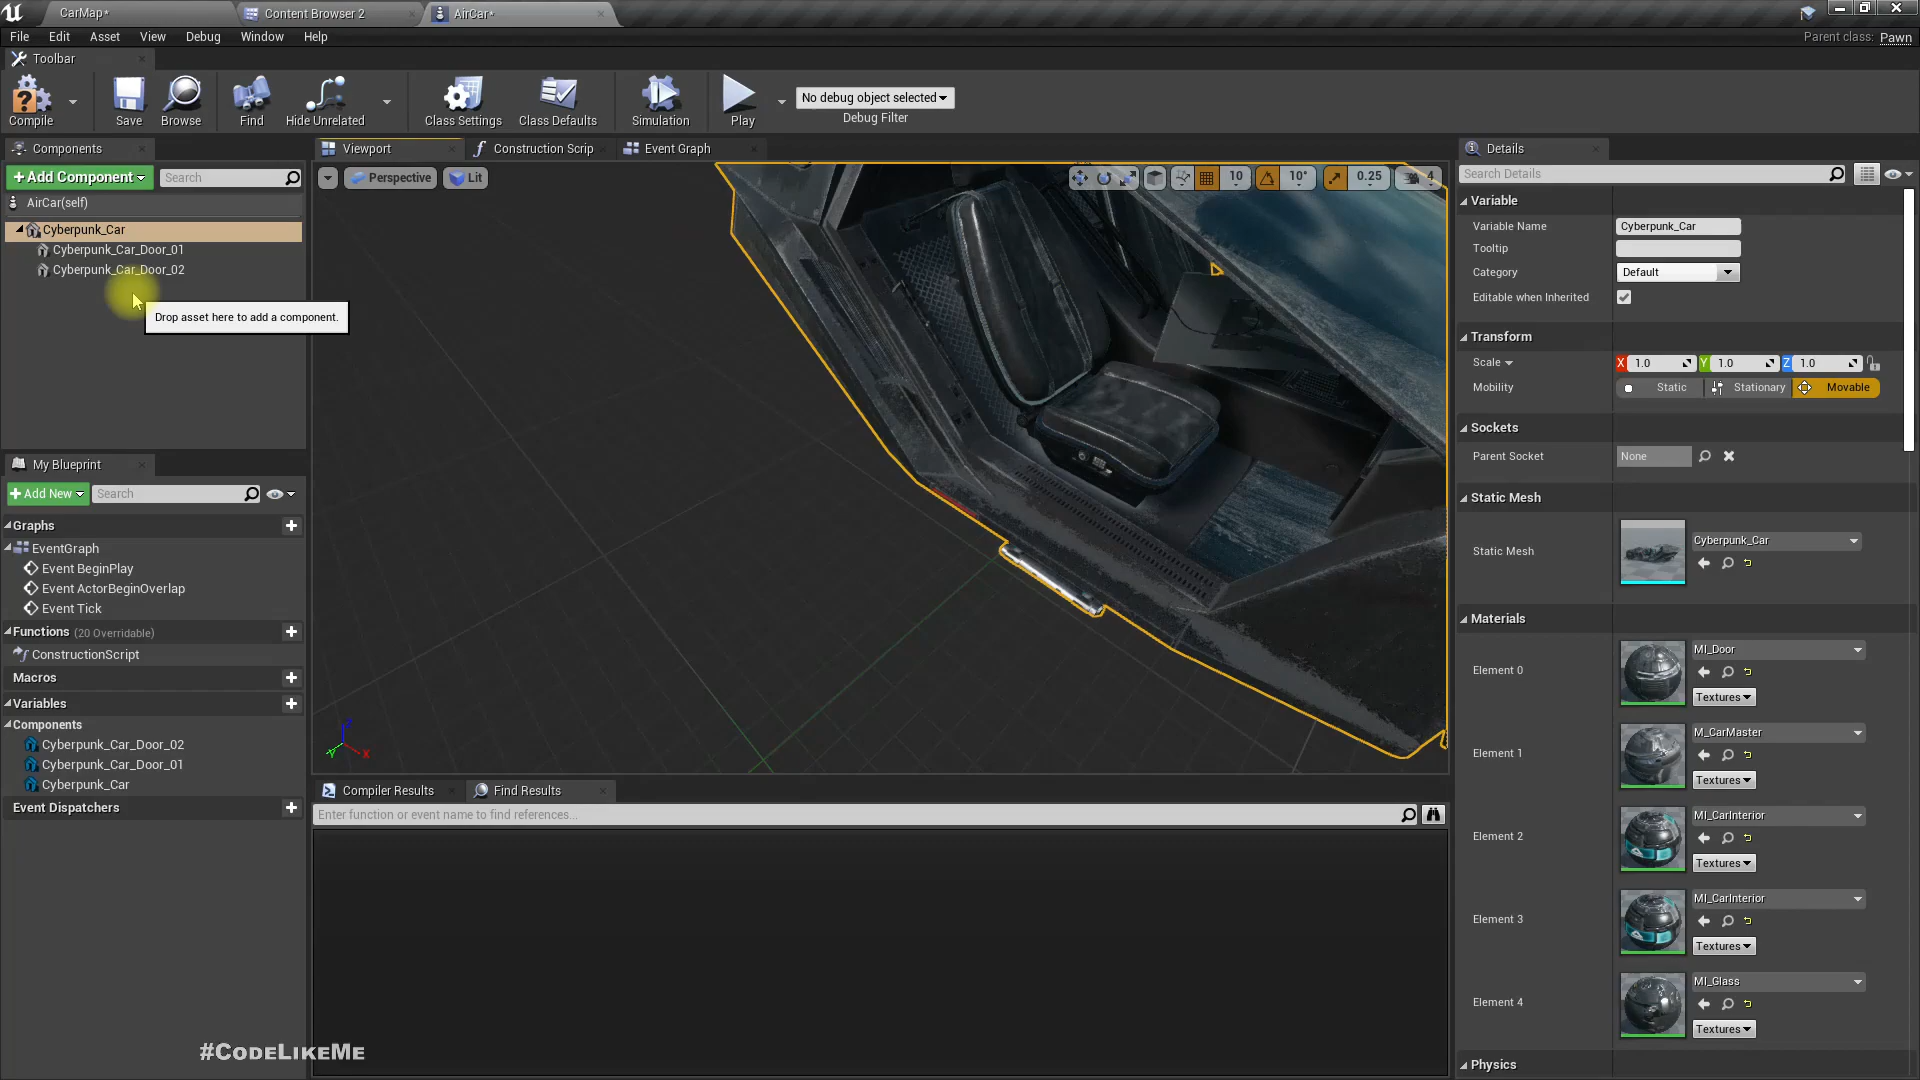 CarMap*
Content Browser 2
AirCar*
File
Edit
Asset
View
Debug
Window
Help
Parent class: Pawn
Toolbar
Compile
Save
Browse
Find
Hide Unrelated
Class Settings
Class Defaults
Simulation
Play
No debug object selected
Debug Filter
Components
Add Component
Search
AirCar(self)
Cyberpunk_Car
Cyberpunk_Car_Door_01
Cyberpunk_Car_Door_02
Drop asset here to add a component.
My Blueprint
Add New
Search
Graphs
EventGraph
Event BeginPlay
Event ActorBeginOverlap
Event Tick
Functions (20 Overridable)
ConstructionScript
Macros
Variables
Components
Cyberpunk_Car_Door_02
Cyberpunk_Car_Door_01
Cyberpunk_Car
Event Dispatchers
#CodeLikeMe
Viewport
Construction Scrip
Event Graph
Perspective
Lit
10
10°
0.25
4
Z
Y
X
Compiler Results
Find Results
Enter function or event name to find references...
Details
Search Details
Variable
Variable Name
Cyberpunk_Car
Tooltip
Category
Default
Editable when Inherited
Transform
Scale
X 1.0 Y 1.0 Z 1.0
Mobility
Static
Stationary
Movable
Sockets
Parent Socket
None
Static Mesh
Static Mesh
Cyberpunk_Car
Materials
Element 0
MI_Door
Textures
Element 1
M_CarMaster
Textures
Element 2
MI_CarInterior
Textures
Element 3
MI_CarInterior
Textures
Element 4
MI_Glass
Textures
Physics